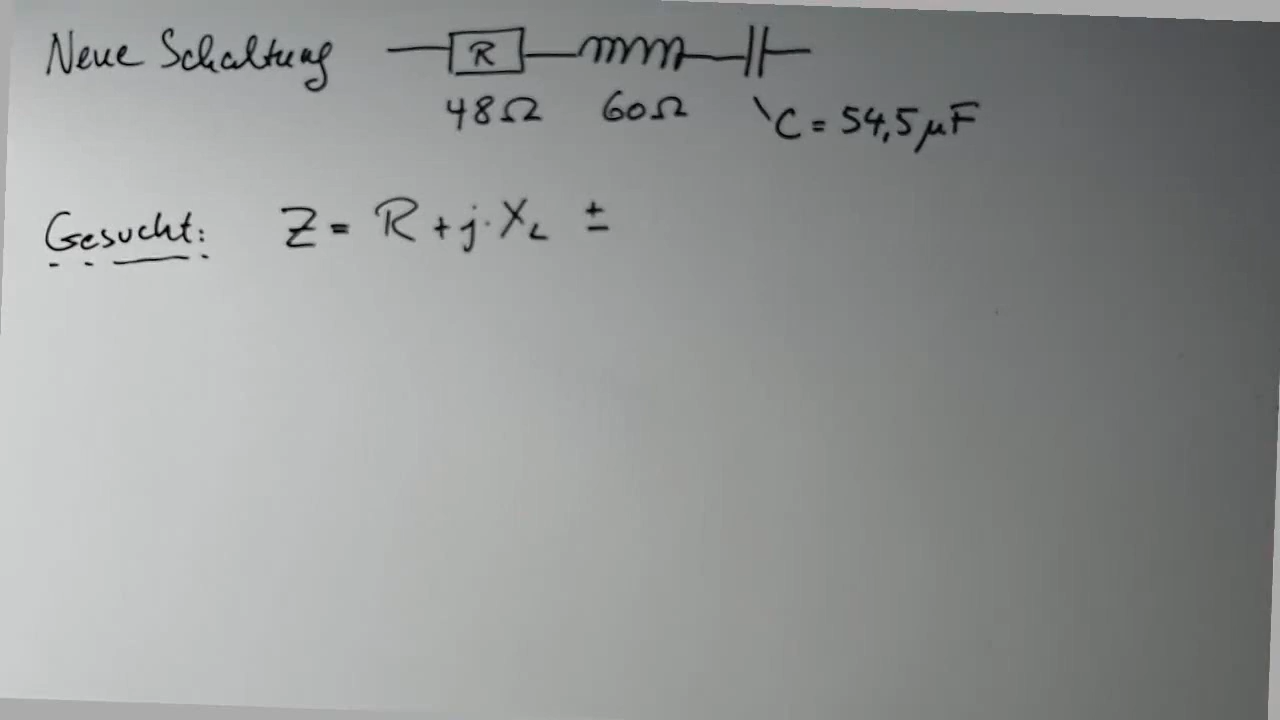 Neue Schaltung R
48Ω 60Ω C = 54,5μF
Gesucht: Z = R + j · X_L ±